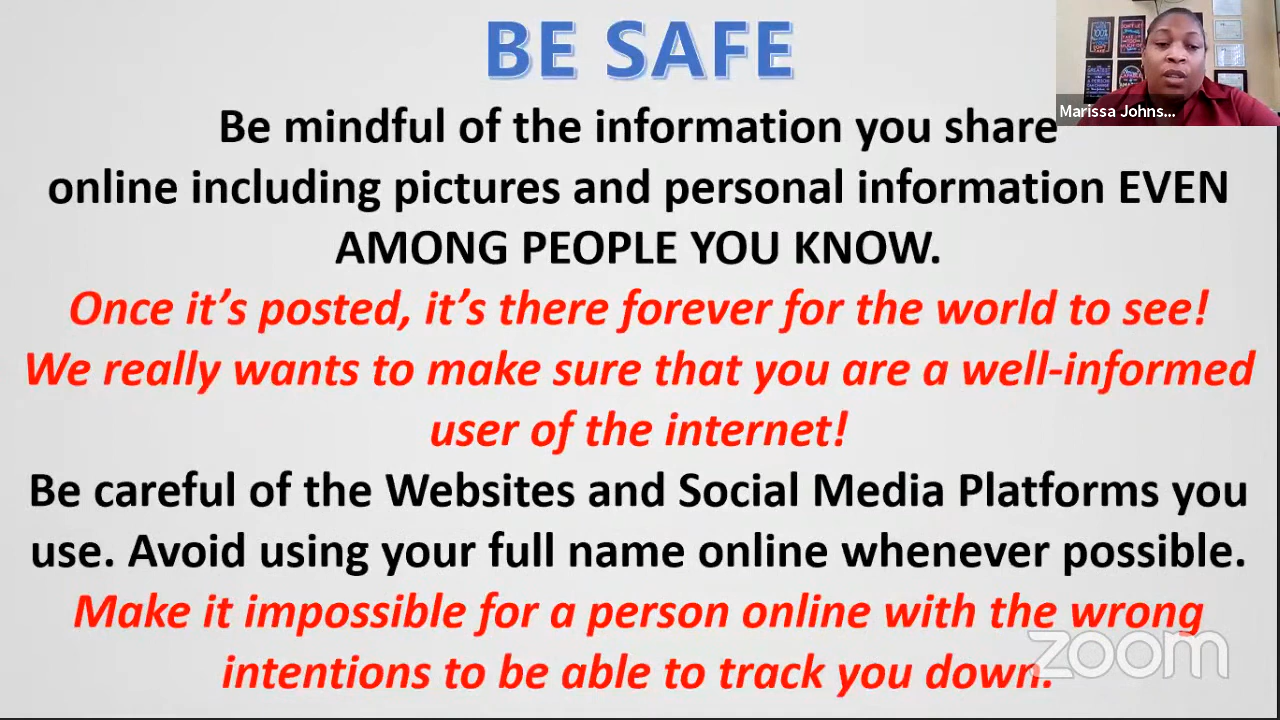 BE SAFE
Be mindful of the information you share
online including pictures and personal information EVEN
AMONG PEOPLE YOU KNOW.
Once it's posted, it's there forever for the world to see!
We really wants to make sure that you are a well-informed
user of the internet!
Be careful of the Websites and Social Media Platforms you
use. Avoid using your full name online whenever possible.
Make it impossible for a person online with the wrong
intentions to be able to track you down.
Marissa Johns...
zoom